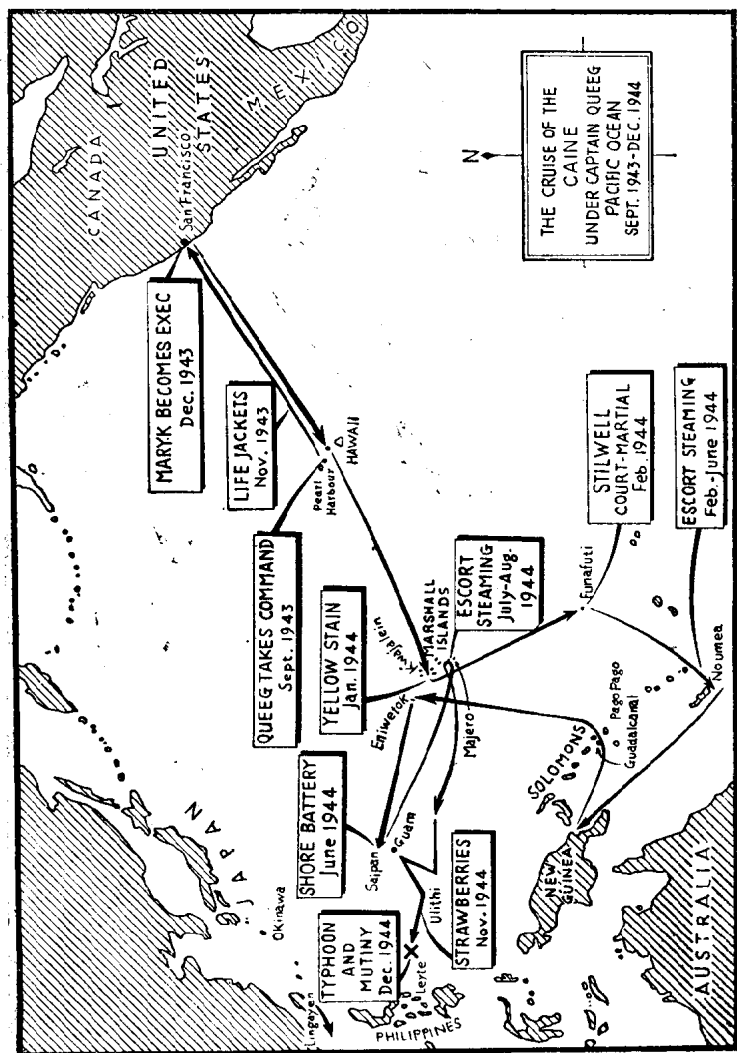 CANADA
UNITED
STATES
MEXICO
San Francisco
N
THE CRUISE OF THE
CAINE
UNDER CAPTAIN QUEEG
PACIFIC OCEAN
SEPT. 1943-DEC. 1944
MARYK BECOMES EXEC
Dec. 1943
LIFE JACKETS
Nov. 1943
HAWAII
Pearl
Harbour
QUEEG TAKES COMMAND
Sept. 1943
YELLOW STAIN
Jan. 1944
Kwajalein
MARSHALL
ISLANDS
ESCORT
STEAMING
July-Aug.
1944
STILWELL
COURT-MARTIAL
Feb. 1944
ESCORT STEAMING
Feb.-June 1944
Funafuti
Noumea
Eniwetok
Majero
SOLOMONS
Pago Pago
Guadalcanal
SHORE BATTERY
June 1944
Saipan
Guam
JAPAN
Okinawa
Ulithi
STRAWBERRIES
Nov. 1944
NEW
GUINEA
TYPHOON
AND
MUTINY
Dec. 1944
X
Leyte
Lingayen
PHILIPPINES
AUSTRALIA